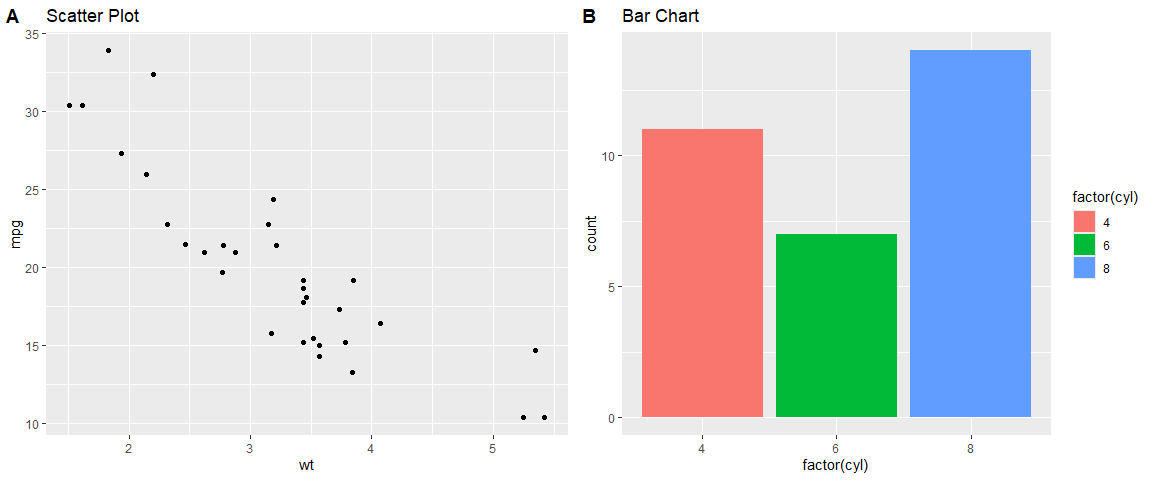 A Scatter Plot
35
30
25
20
15
10
mpg
2 3 4 5
wt
B Bar Chart
10
5
0
count
4 6 8
factor(cyl)
factor(cyl)
4
6
8